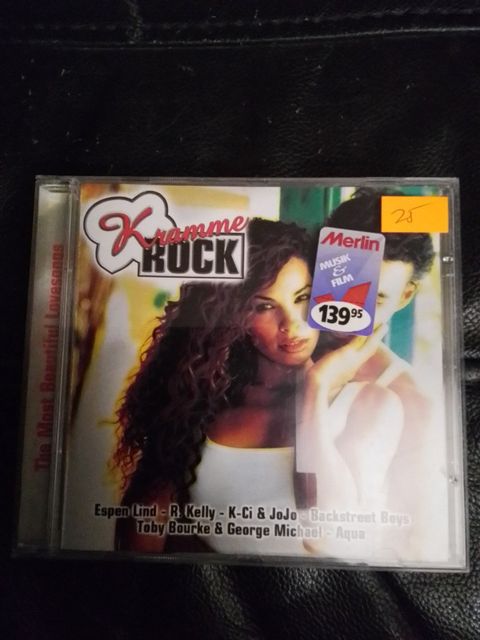 Kramme
ROCK
25
Merlin
MUSIK
&
FILM
139 95
The Most Beautiful Lovesongs
Espen Lind - R. Kelly - K-Ci & JoJo - Backstreet Boys
Toby Bourke & George Michael - Aqua